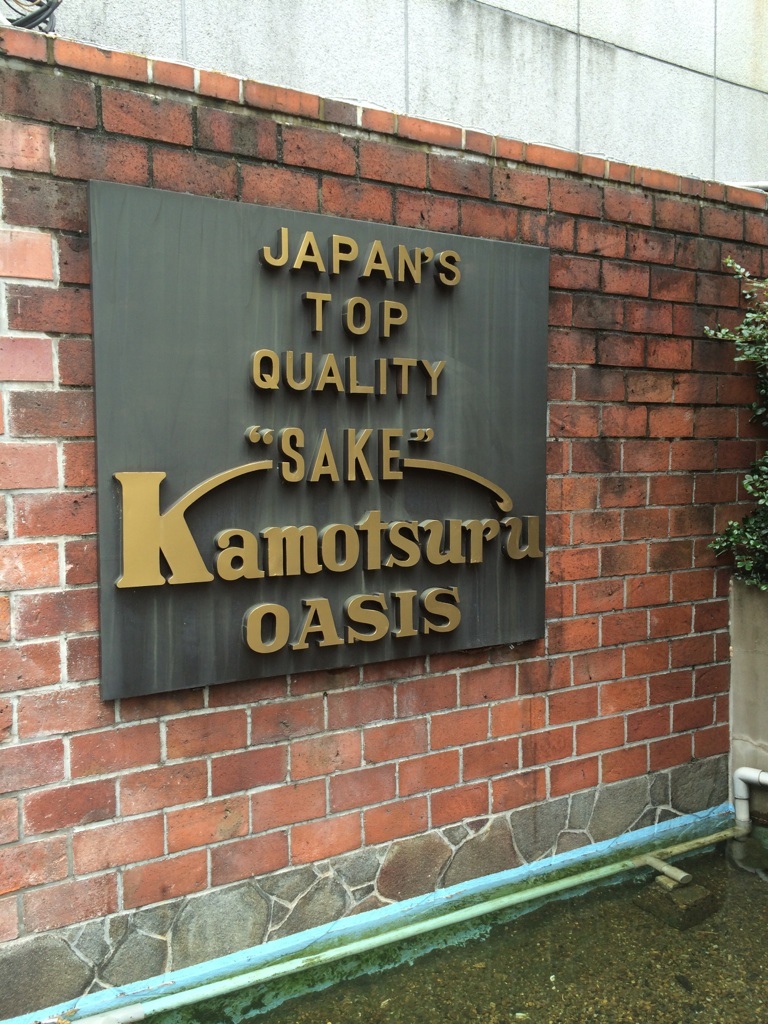 JAPAN'S
TOP
QUALITY
“SAKE”
Kamotsuru
OASIS